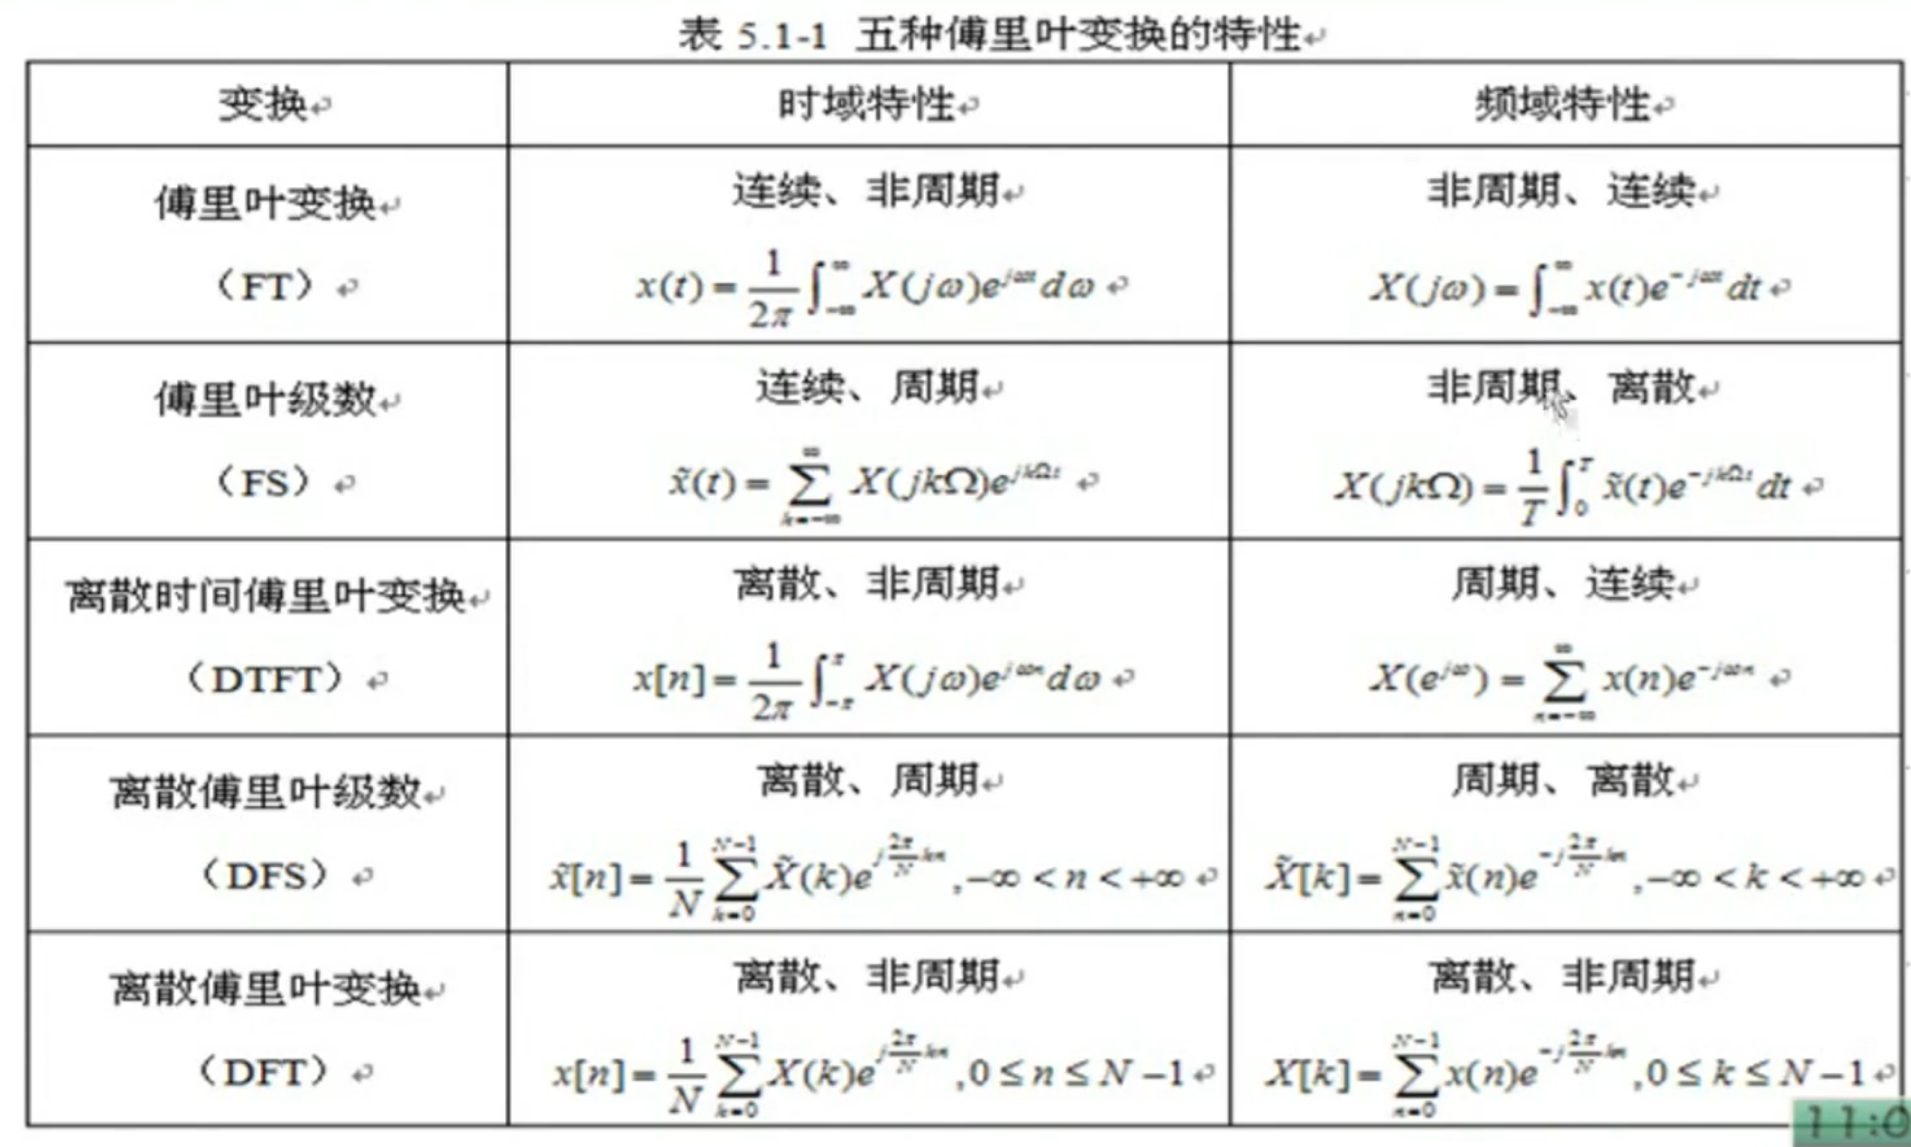 表 5.1-1 五种傅里叶变换的特性
变换 时域特性 频域特性
傅里叶变换
（FT）
连续、非周期
x(t) = \frac{1}{2\pi} \int_{-\infty}^{\infty} X(j\omega)e^{j\omega t}d\omega
非周期、连续
X(j\omega) = \int_{-\infty}^{\infty} x(t)e^{-j\omega t}dt
傅里叶级数
（FS）
连续、周期
\tilde{x}(t) = \sum_{k=-\infty}^{\infty} X(jk\Omega)e^{jk\Omega t}
非周期、离散
X(jk\Omega) = \frac{1}{T} \int_{0}^{T} \tilde{x}(t)e^{-jk\Omega t}dt
离散时间傅里叶变换
（DTFT）
离散、非周期
x[n] = \frac{1}{2\pi} \int_{-\pi}^{\pi} X(j\omega)e^{j\omega n}d\omega
周期、连续
X(e^{j\omega}) = \sum_{n=-\infty}^{\infty} x(n)e^{-j\omega n}
离散傅里叶级数
（DFS）
离散、周期
\tilde{x}[n] = \frac{1}{N} \sum_{k=0}^{N-1} \tilde{X}(k)e^{j\frac{2\pi}{N}kn}, -\infty < n < +\infty
周期、离散
\tilde{X}[k] = \sum_{n=0}^{N-1} \tilde{x}(n)e^{-j\frac{2\pi}{N}kn}, -\infty < k < +\infty
离散傅里叶变换
（DFT）
离散、非周期
x[n] = \frac{1}{N} \sum_{k=0}^{N-1} X(k)e^{j\frac{2\pi}{N}kn}, 0 ≤ n ≤ N-1
离散、非周期
X[k] = \sum_{n=0}^{N-1} x(n)e^{-j\frac{2\pi}{N}kn}, 0 ≤ k ≤ N-1
11:0